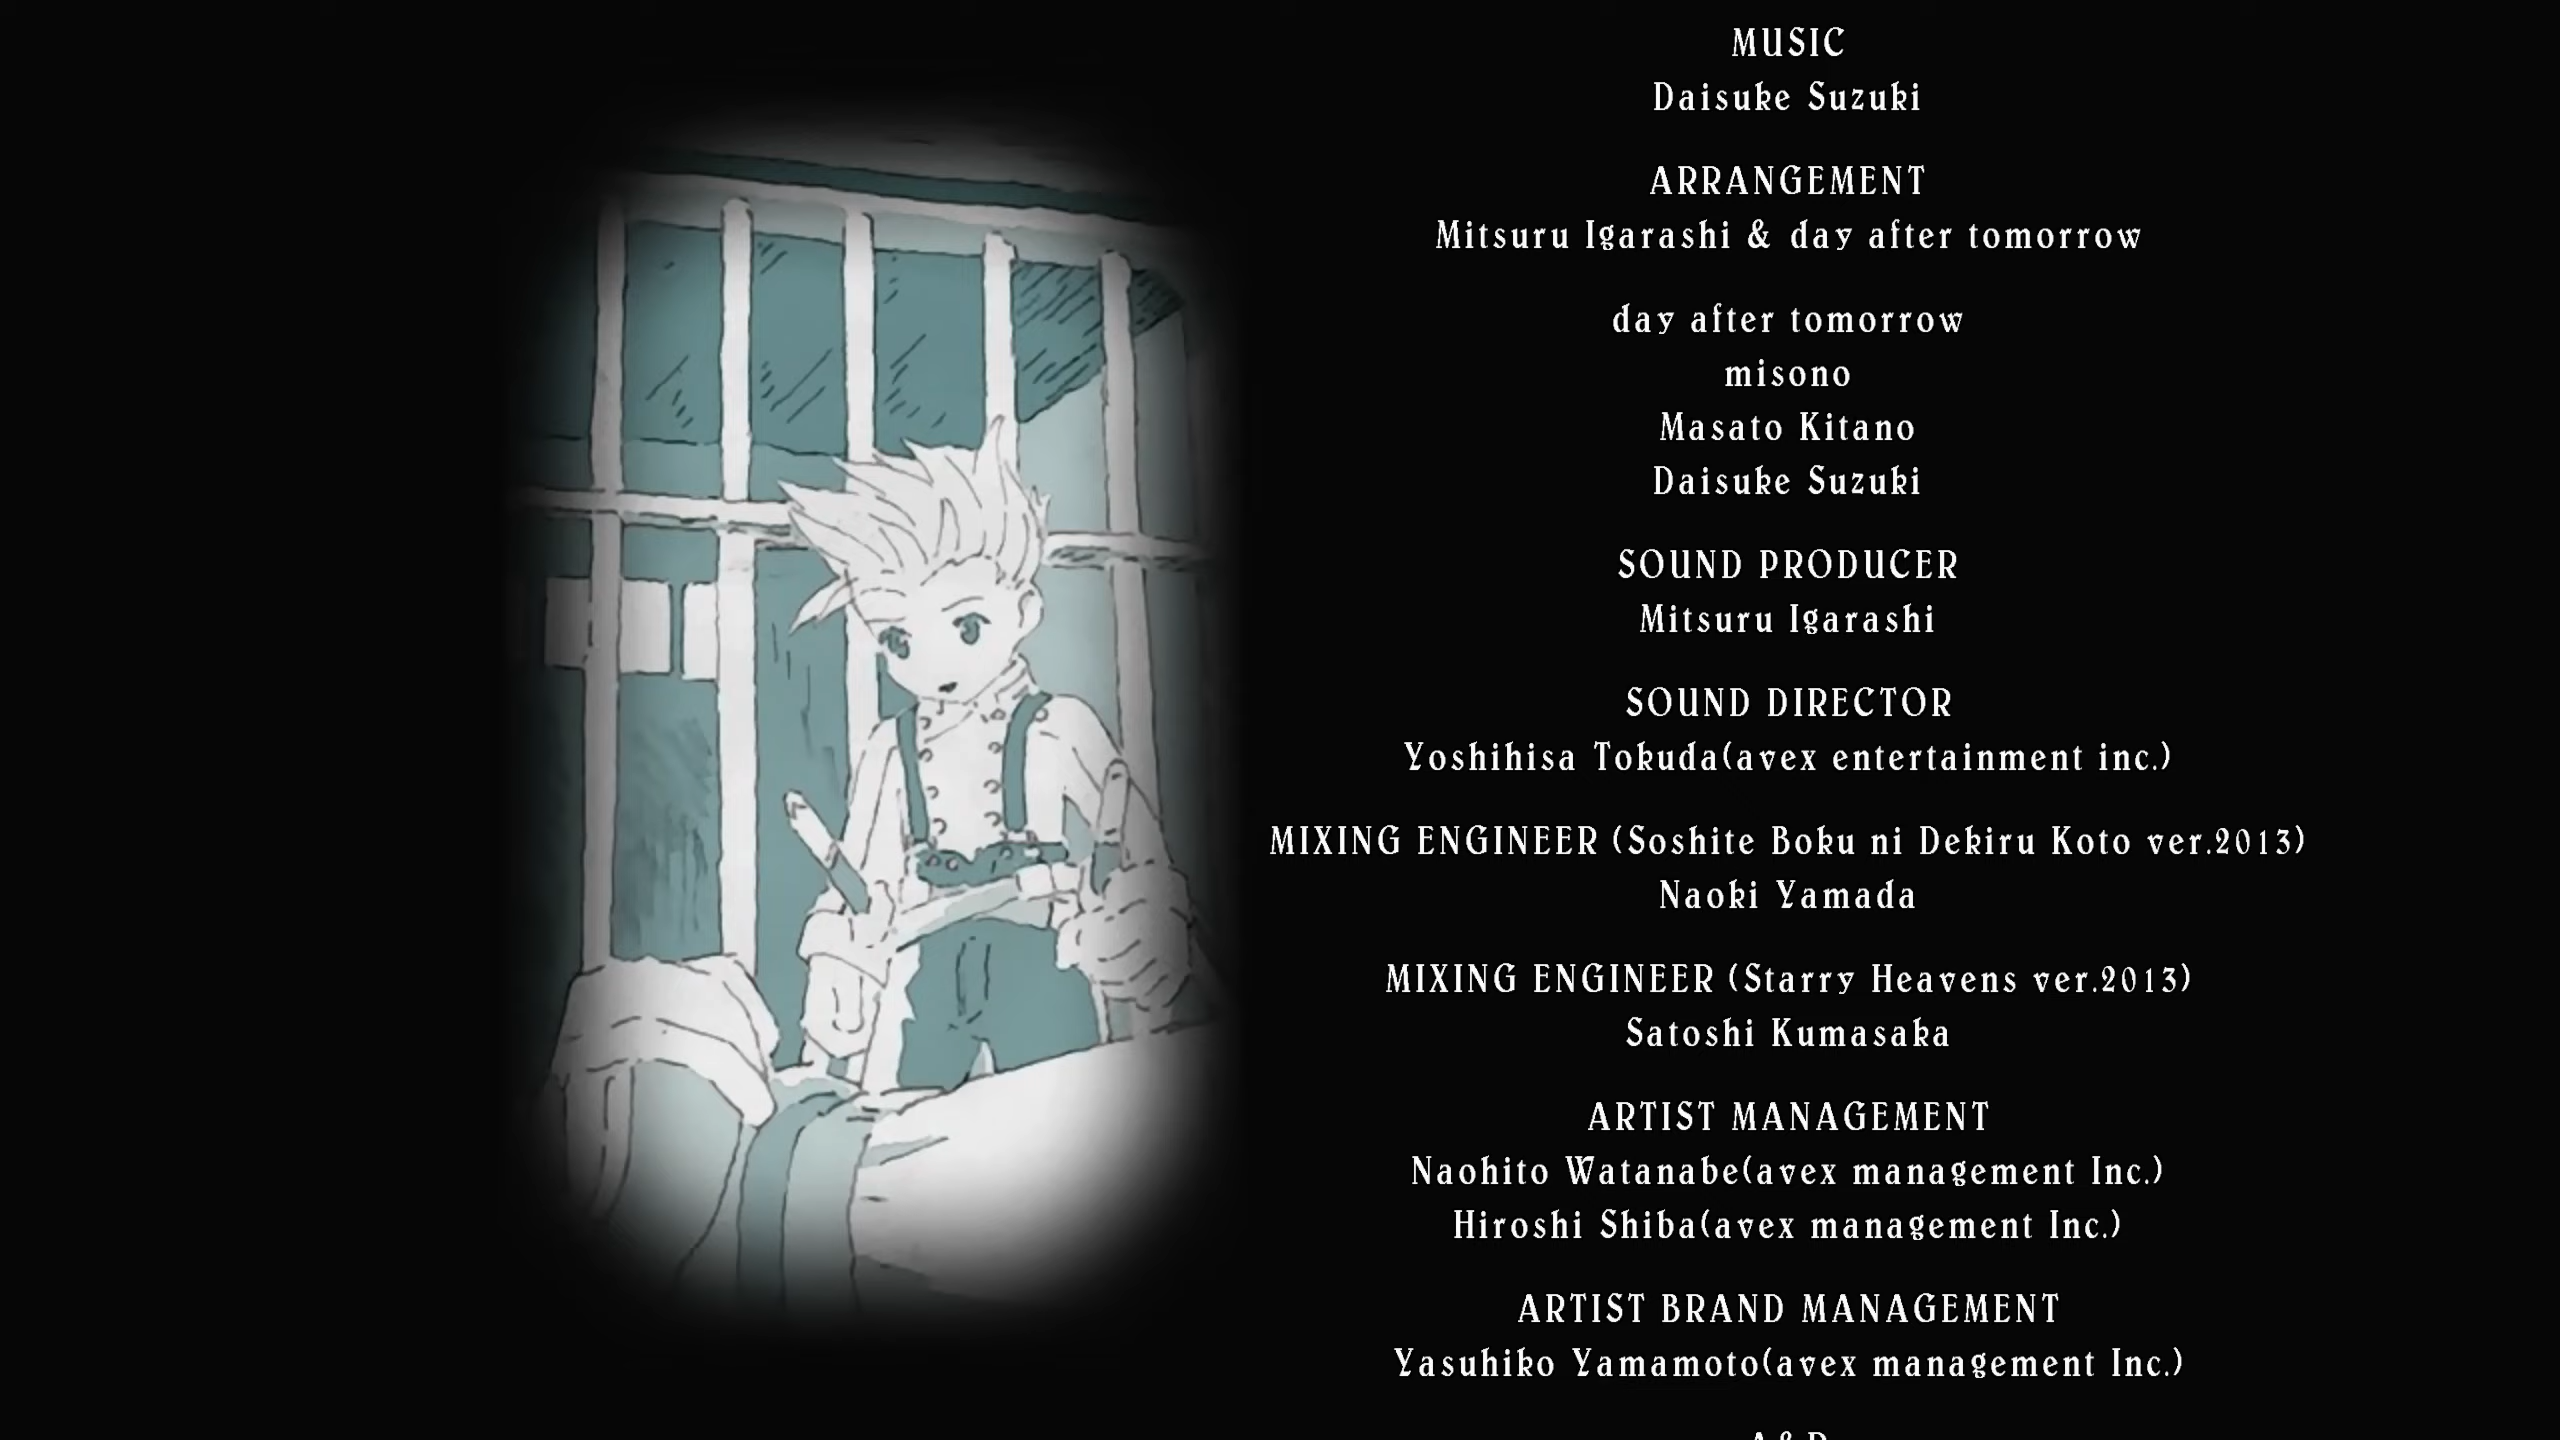 MUSIC
Daisuke Suzuki
ARRANGEMENT
Mitsuru Igarashi & day after tomorrow
day after tomorrow
misono
Masato Kitano
Daisuke Suzuki
SOUND PRODUCER
Mitsuru Igarashi
SOUND DIRECTOR
Yoshihisa Tokuda(avex entertainment inc.)
MIXING ENGINEER (Soshite Boku ni Dekiru Koto ver.2013)
Naoki Yamada
MIXING ENGINEER (Starry Heavens ver.2013)
Satoshi Kumasaka
ARTIST MANAGEMENT
Naohito Watanabe(avex management Inc.)
Hiroshi Shiba(avex management Inc.)
ARTIST BRAND MANAGEMENT
Yasuhiko Yamamoto(avex management Inc.)